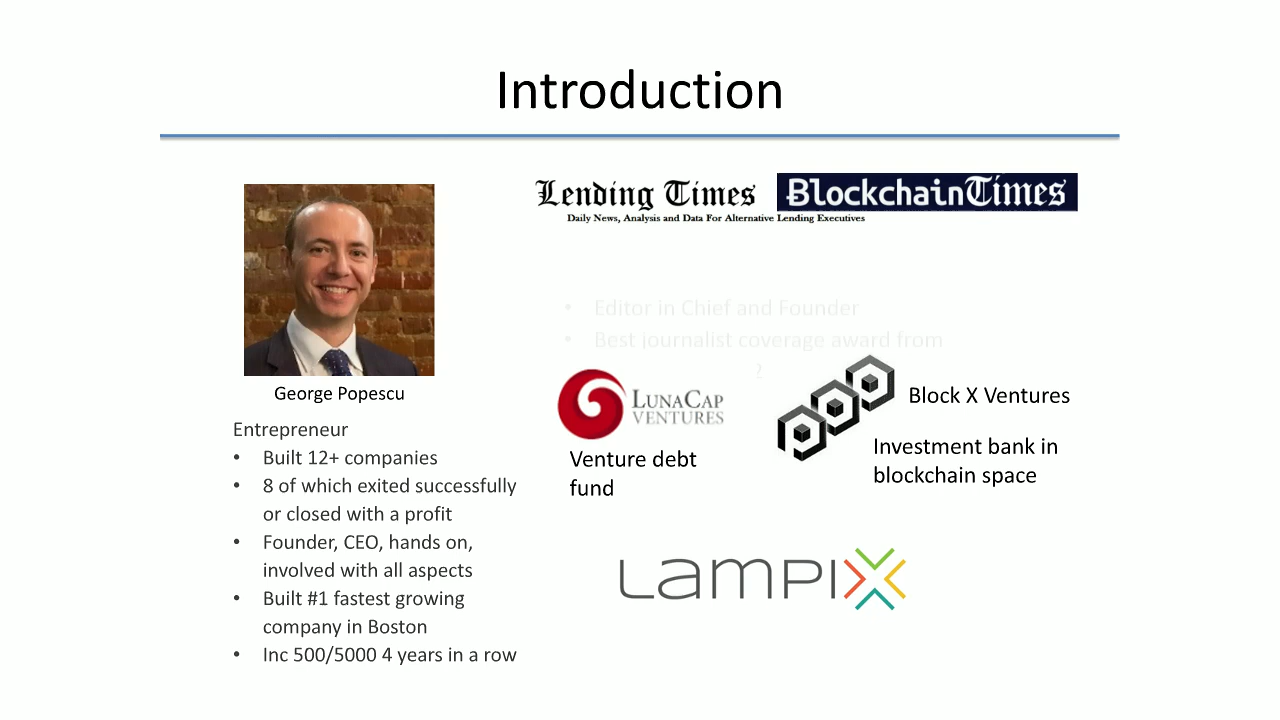 Introduction
Lending Times
Daily News, Analysis and Data For Alternative Lending Executives
BlockchainTimes
George Popescu
Entrepreneur
• Built 12+ companies
• 8 of which exited successfully
or closed with a profit
• Founder, CEO, hands on,
involved with all aspects
• Built #1 fastest growing
company in Boston
• Inc 500/5000 4 years in a row
• Editor in Chief and Founder
• Best journalist coverage award from
LUNACAP
VENTURES
Venture debt
fund
Block X Ventures
Investment bank in
blockchain space
LAMPIX